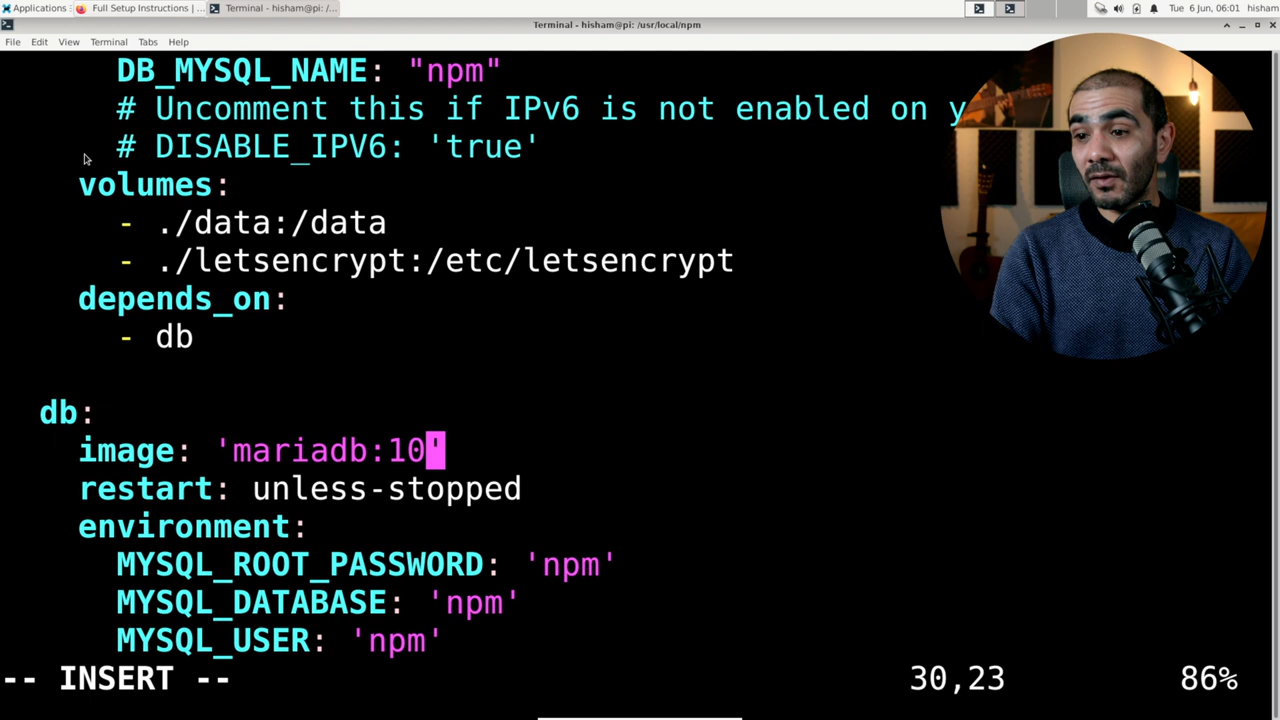 Applications
Full Setup Instructions | ...
Terminal - hisham@pi: /...
Tue 6 Jun, 06:01
hisham
Terminal - hisham@pi: /usr/local/npm
File Edit View Terminal Tabs Help
DB_MYSQL_NAME: "npm"
# Uncomment this if IPv6 is not enabled on y
# DISABLE_IPV6: 'true'
volumes:
- ./data:/data
- ./letsencrypt:/etc/letsencrypt
depends_on:
- db
db:
image: 'mariadb:10'
restart: unless-stopped
environment:
MYSQL_ROOT_PASSWORD: 'npm'
MYSQL_DATABASE: 'npm'
MYSQL_USER: 'npm'
-- INSERT -- 30,23 86%